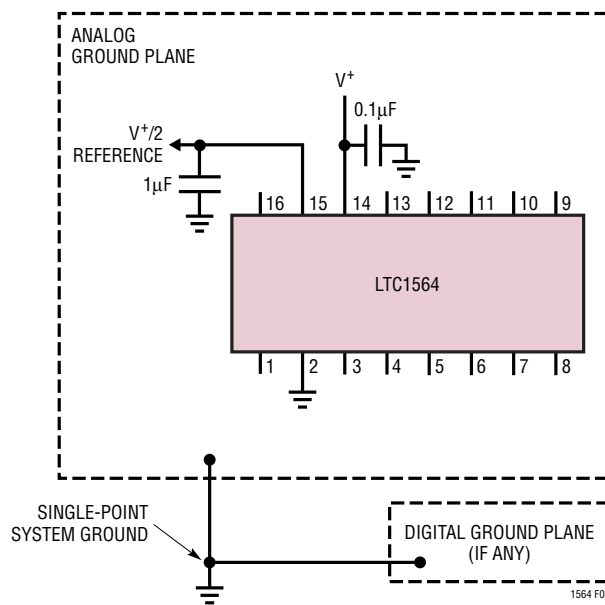 ANALOG
GROUND PLANE
V+
0.1µF
V+/2
REFERENCE
1µF
16 15 14 13 12 11 10 9
LTC1564
1 2 3 4 5 6 7 8
SINGLE-POINT
SYSTEM GROUND
DIGITAL GROUND PLANE
(IF ANY)
1564 F0